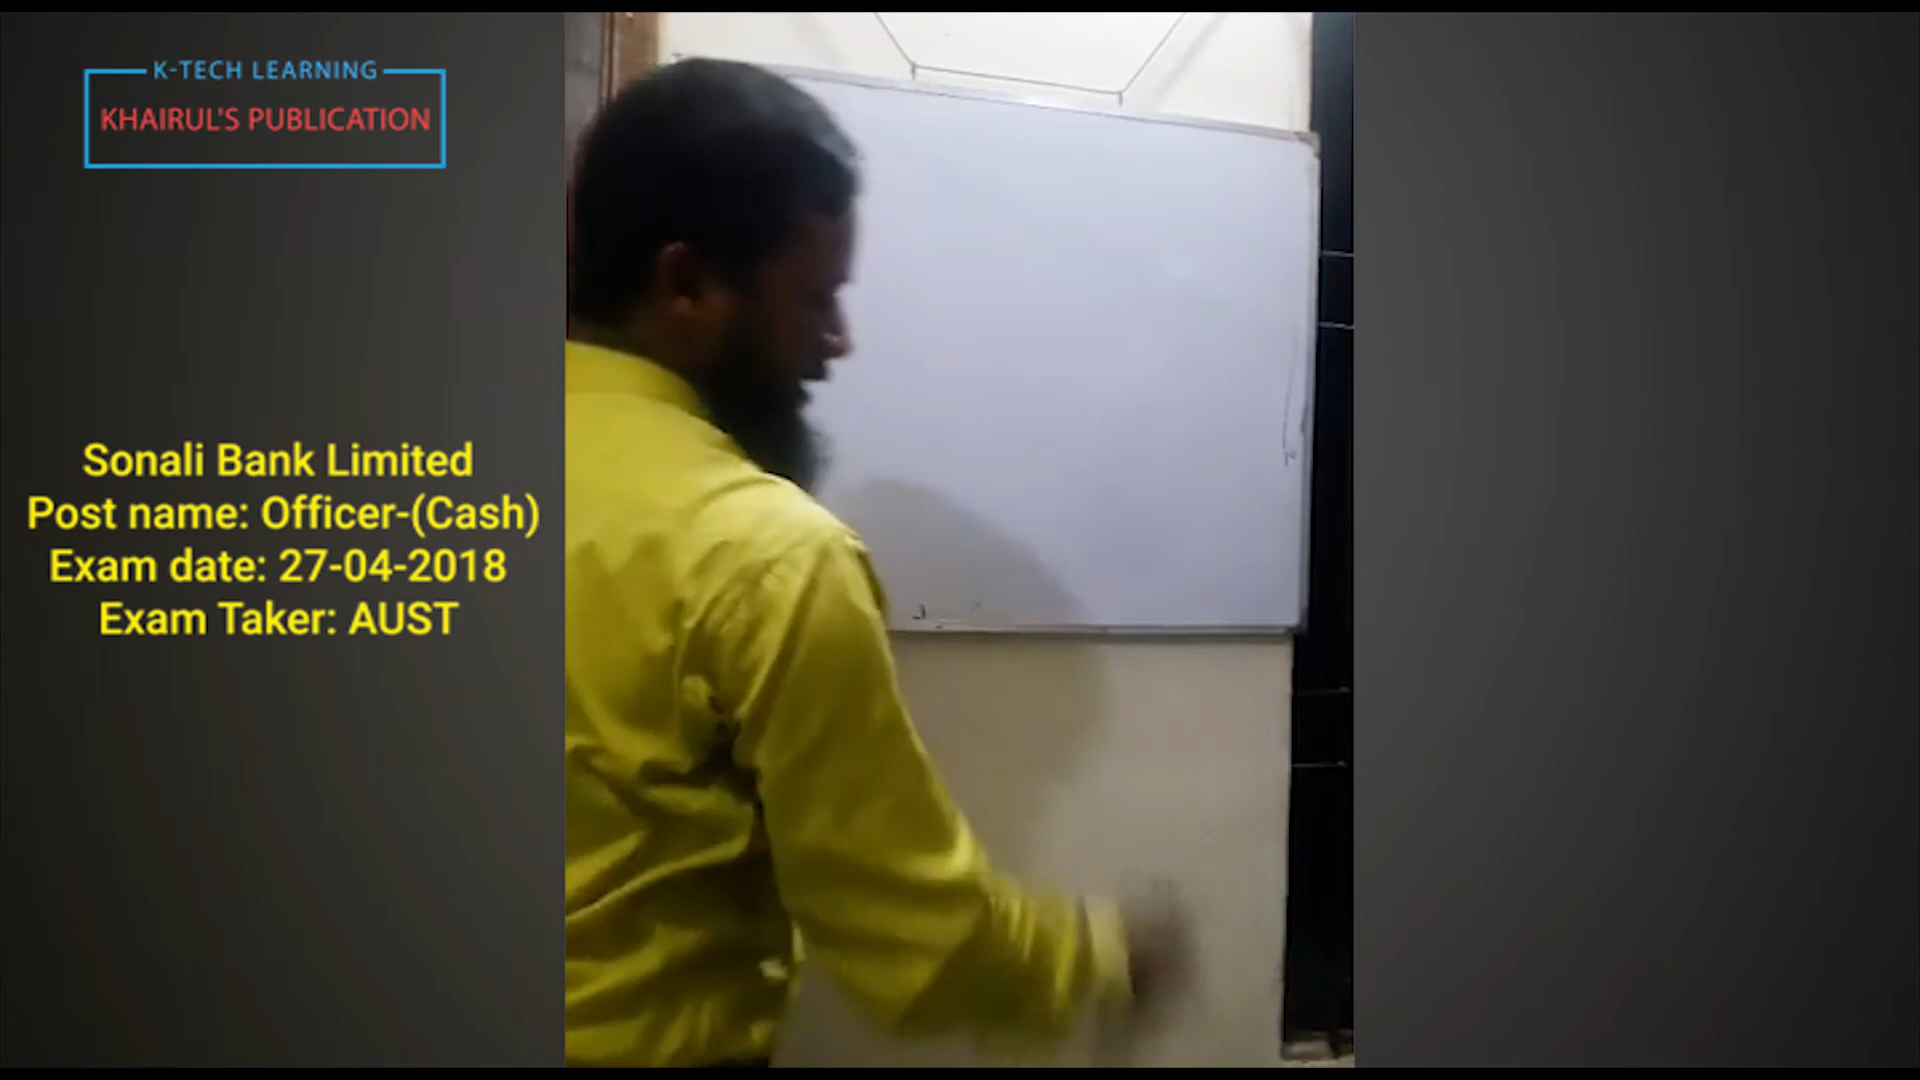 K-TECH LEARNING
KHAIRUL'S PUBLICATION
Sonali Bank Limited
Post name: Officer-(Cash)
Exam date: 27-04-2018
Exam Taker: AUST